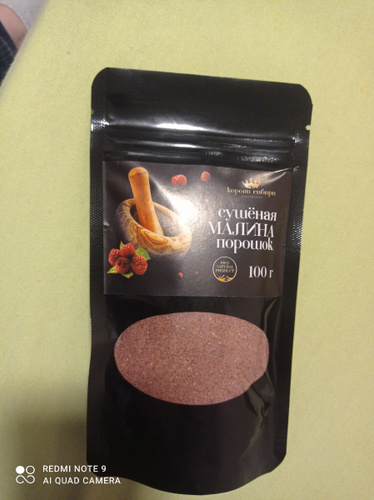 короли сибири
сушёная
МАЛИНА
порошок
100 г
REDMI NOTE 9
AI QUAD CAMERA